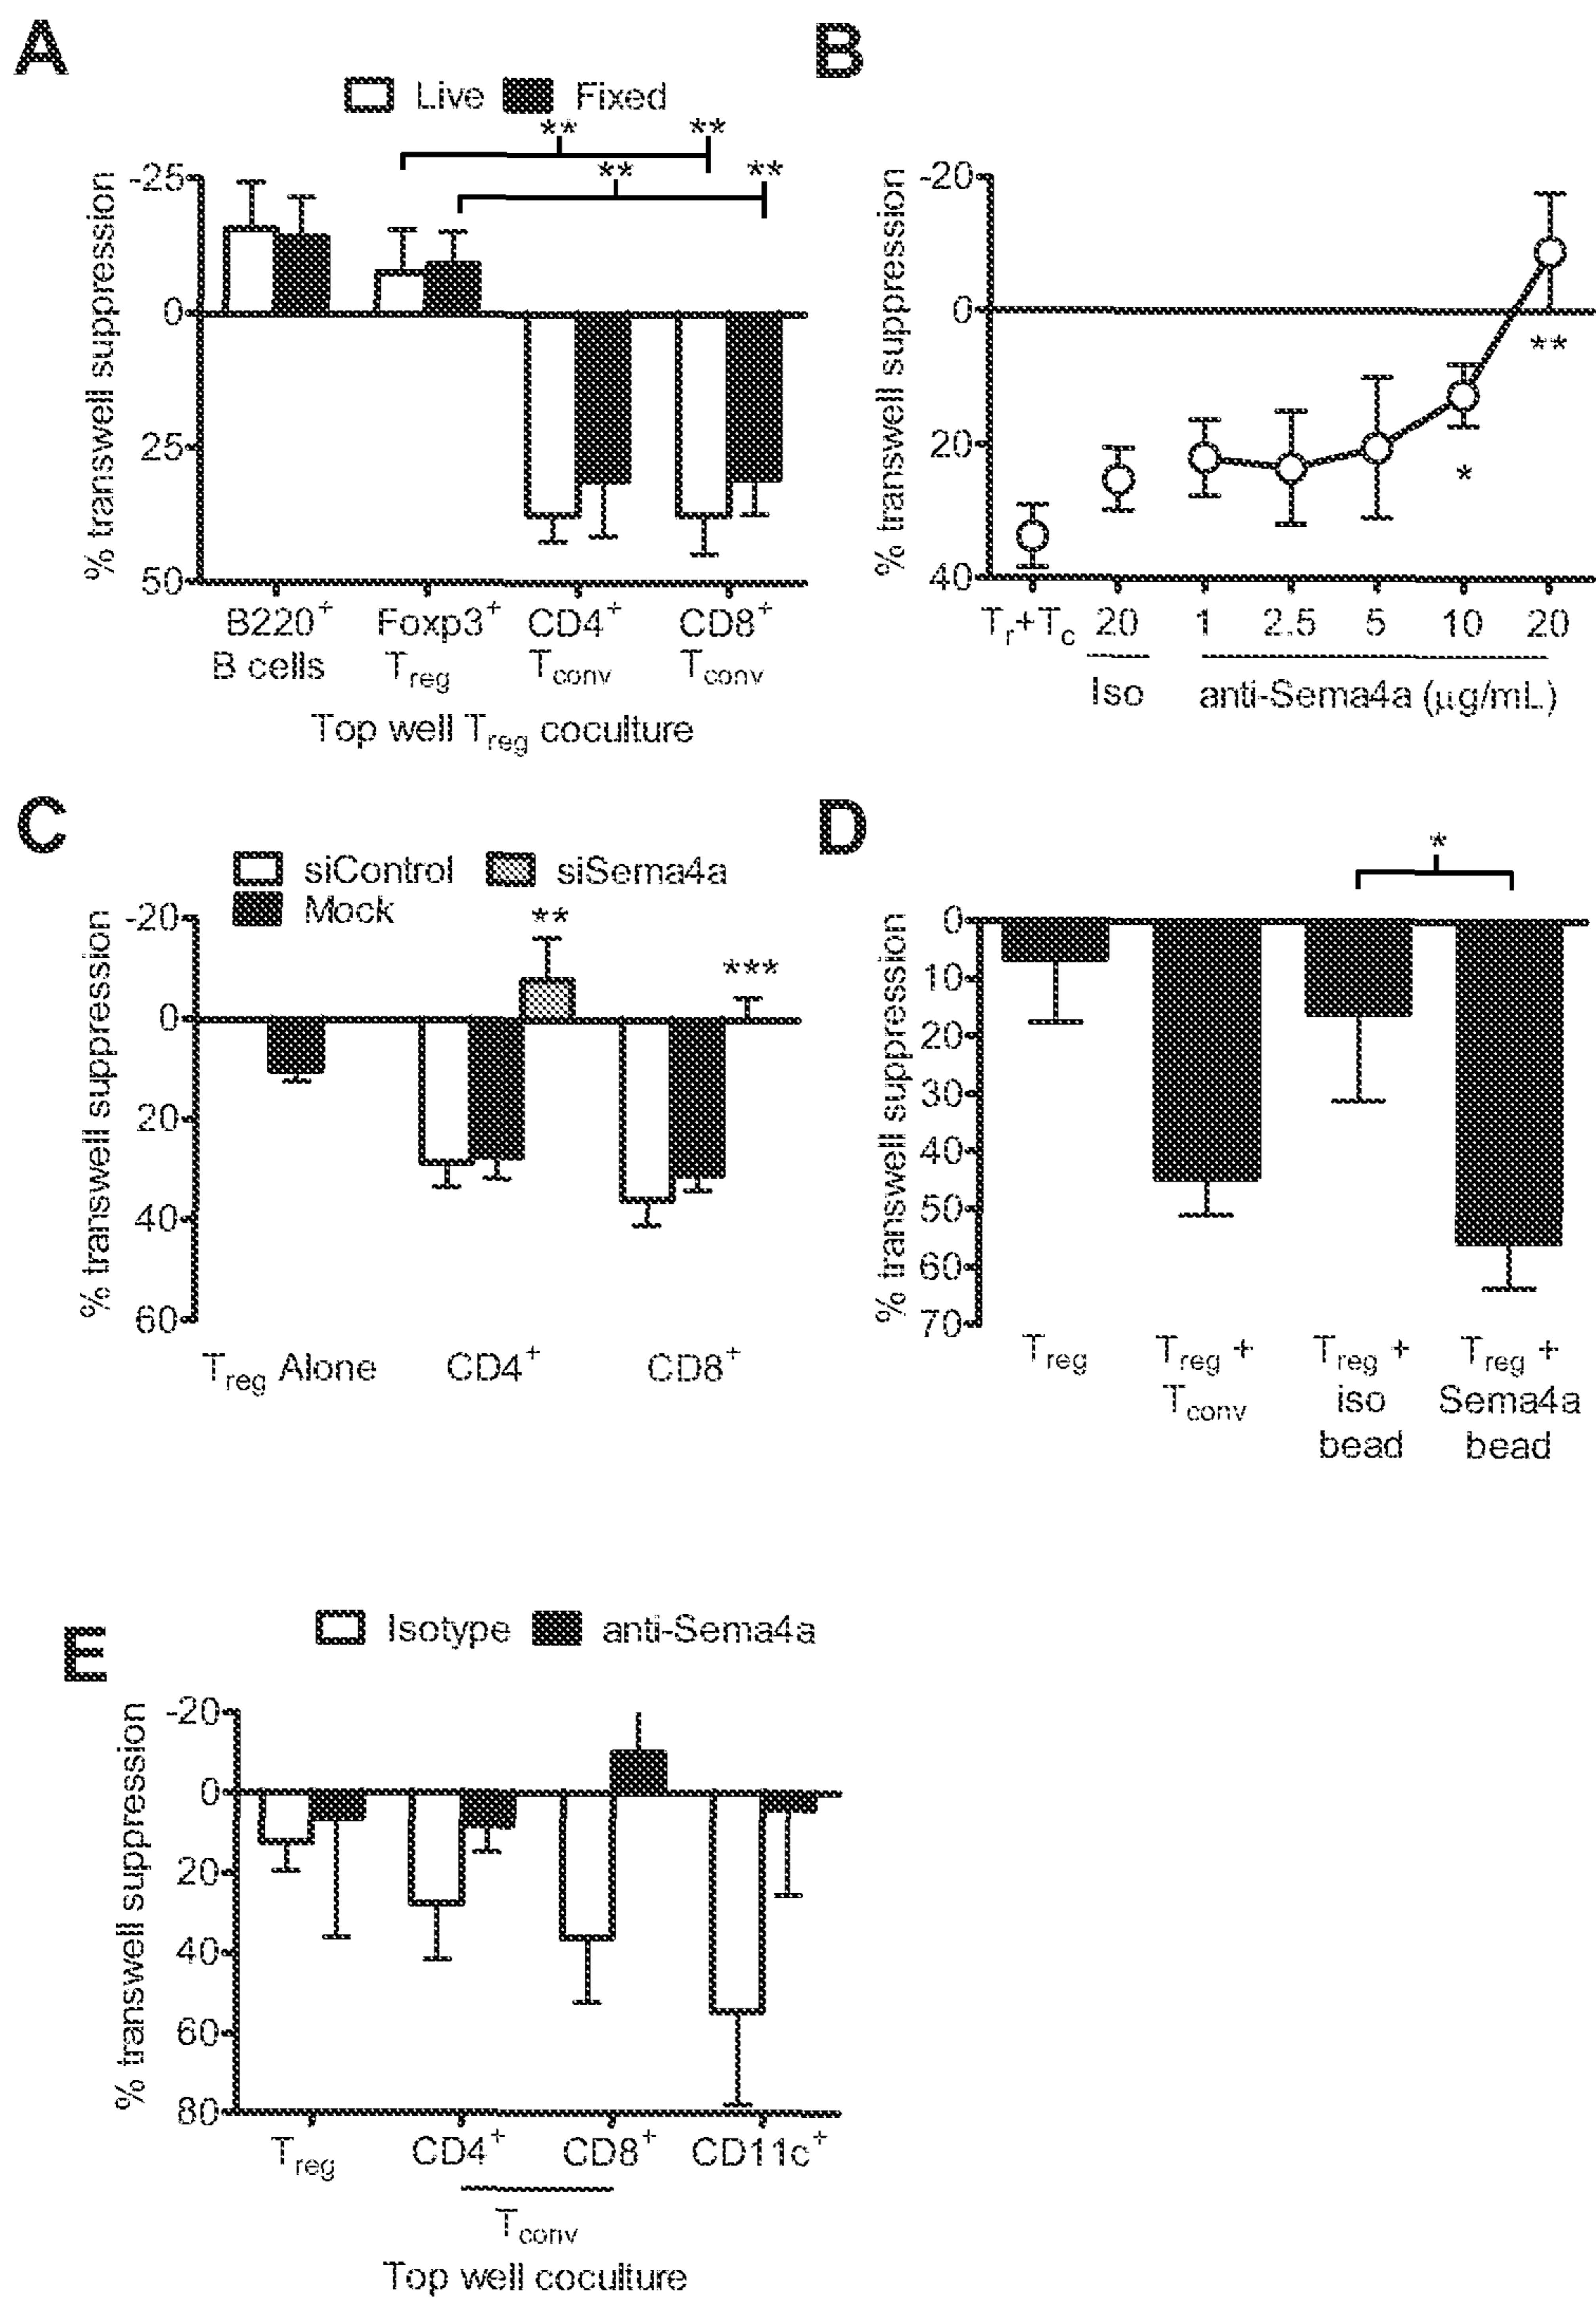 A
Live Fixed
** **
** **
% transwell suppression
-25
0
25
50
B220+ Foxp3+ CD4+ CD8+
B cells Treg Tconv Tconv
Top well Treg coculture
B
% transwell suppression
-20
0
20
40
**
*
Tr+Tc 20 1 2.5 5 10 20
Iso anti-Sema4a (µg/mL)
C
siControl siSema4a
Mock
% transwell suppression
-20
0
20
40
60
**
***
Treg Alone CD4+ CD8+
D
*
% transwell suppression
0
10
20
30
40
50
60
70
Treg Treg + Treg + Treg +
Tconv iso Sema4a
bead bead
E
Isotype anti-Sema4a
% transwell suppression
-20
0
20
40
60
80
Treg CD4+ CD8+ CD11c+
Tconv
Top well coculture